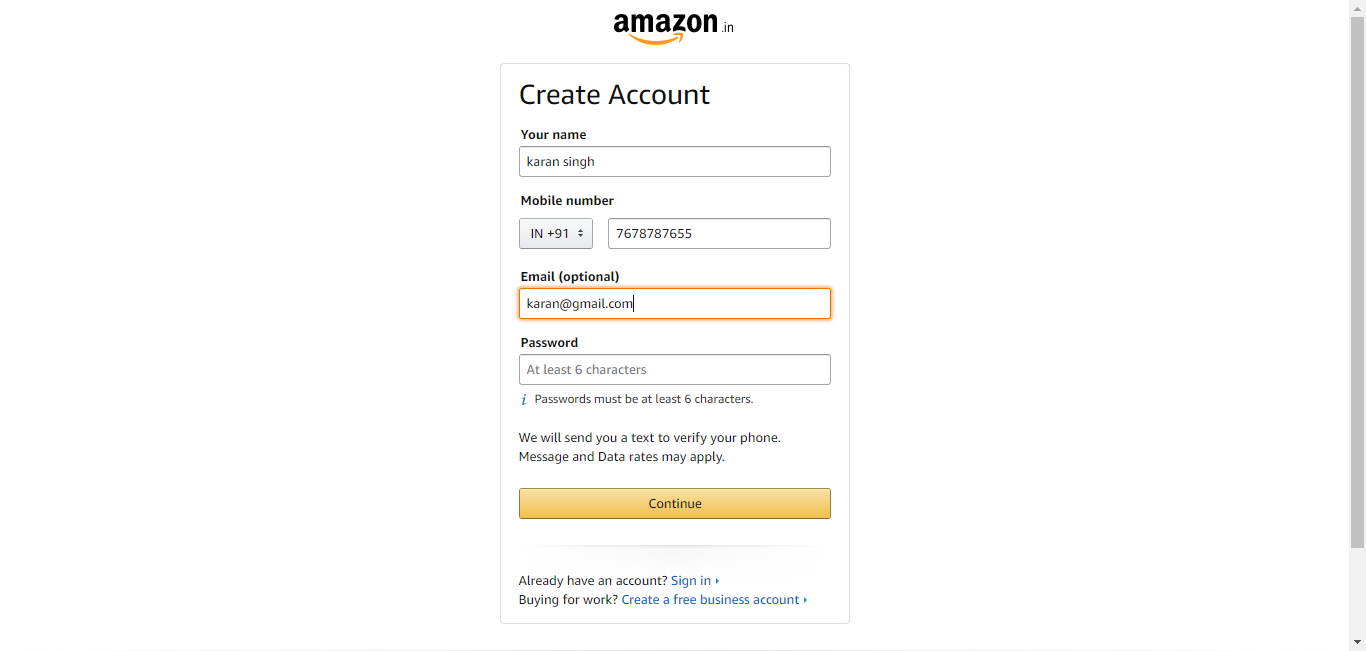 amazon.in
Create Account
Your name
karan singh
Mobile number
IN +91 7678787655
Email (optional)
karan@gmail.com
Password
At least 6 characters
i Passwords must be at least 6 characters.
We will send you a text to verify your phone.
Message and Data rates may apply.
Continue
Already have an account? Sign in
Buying for work? Create a free business account